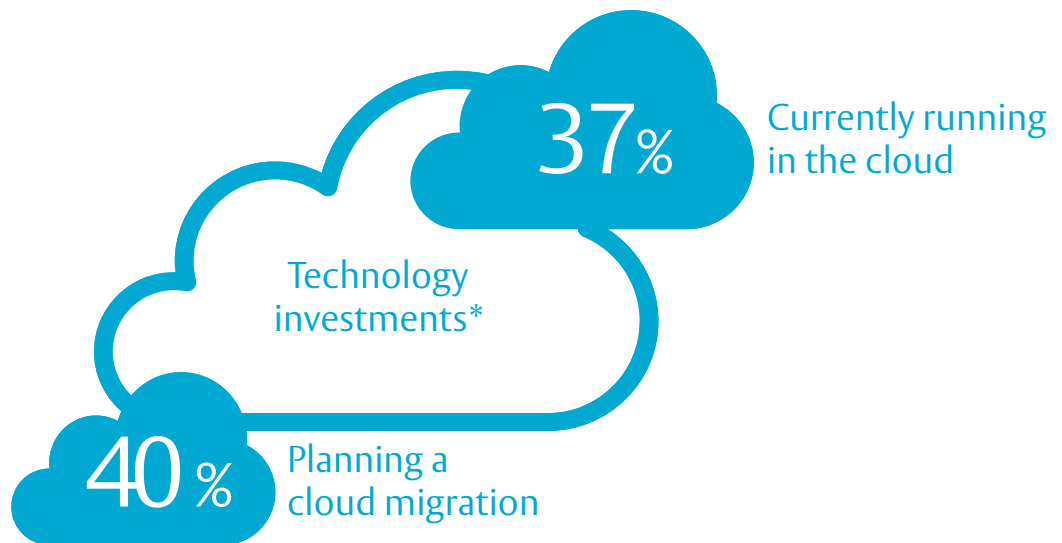 37%
Currently running
in the cloud
Technology
investments*
40 %
Planning a
cloud migration